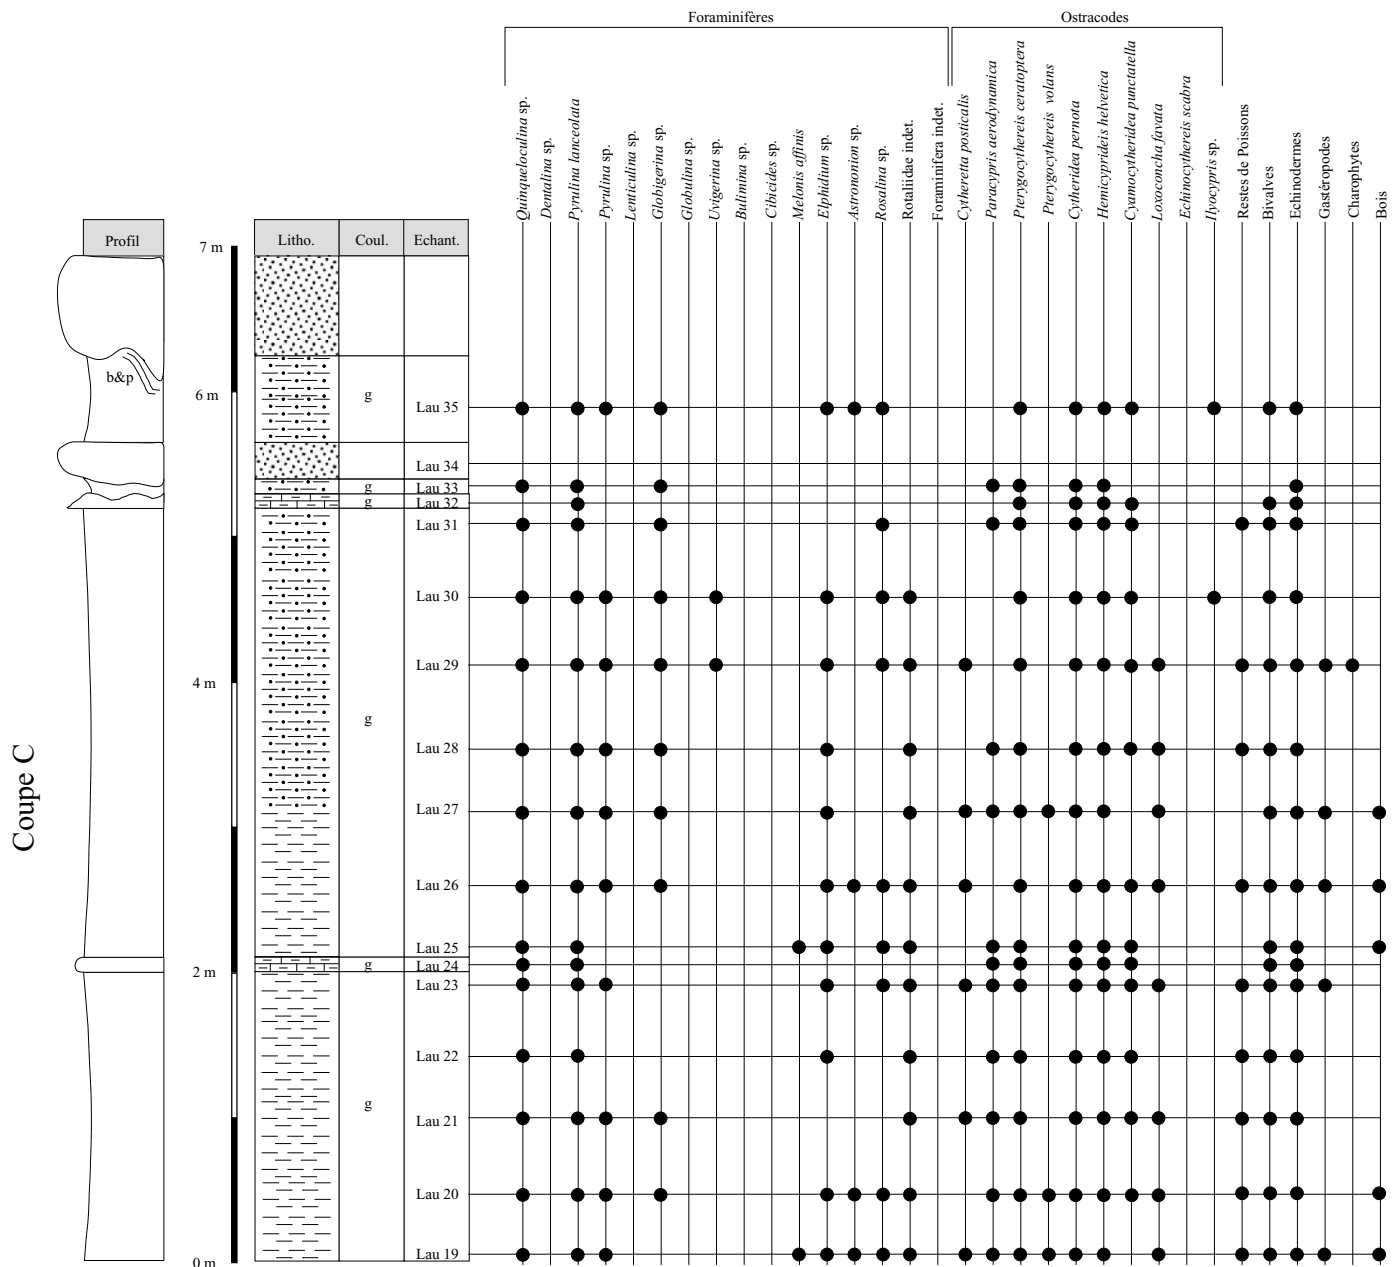 Foraminifères
Ostracodes
Quinqueloculina sp.
Dentalina sp.
Pyrulina lanceolata
Pyrulina sp.
Lenticulina sp.
Globigerina sp.
Globulina sp.
Uvigerina sp.
Bulimina sp.
Cibicides sp.
Melonis affinis
Elphidium sp.
Astrononion sp.
Rosalina sp.
Rotaliidae indet.
Foraminifera indet.
Cytheretta posticalis
Paracypris aerodynamica
Pterygocythereis ceratoptera
Pterygocythereis volans
Cytheridea pernota
Hemicyprideis helvetica
Cyamocytheridea punctatella
Loxoconcha favata
Echinocythereis scabra
Ilyocypris sp.
Restes de Poissons
Bivalves
Echinodermes
Gastéropodes
Charophytes
Bois
Profil
7 m
Litho.
Coul.
Echant.
b&p
6 m
g
Lau 35
Lau 34
g
Lau 33
g
Lau 32
Lau 31
Lau 30
Lau 29
4 m
g
Lau 28
Coupe C
Lau 27
Lau 26
Lau 25
g
Lau 24
2 m
Lau 23
Lau 22
g
Lau 21
Lau 20
Lau 19
0 m